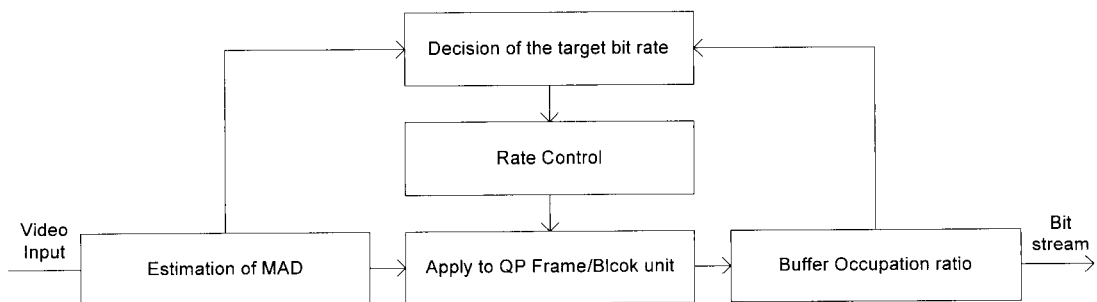 Decision of the target bit rate
Rate Control
Video
Input
Estimation of MAD
Apply to QP Frame/Blcok unit
Buffer Occupation ratio
Bit
stream